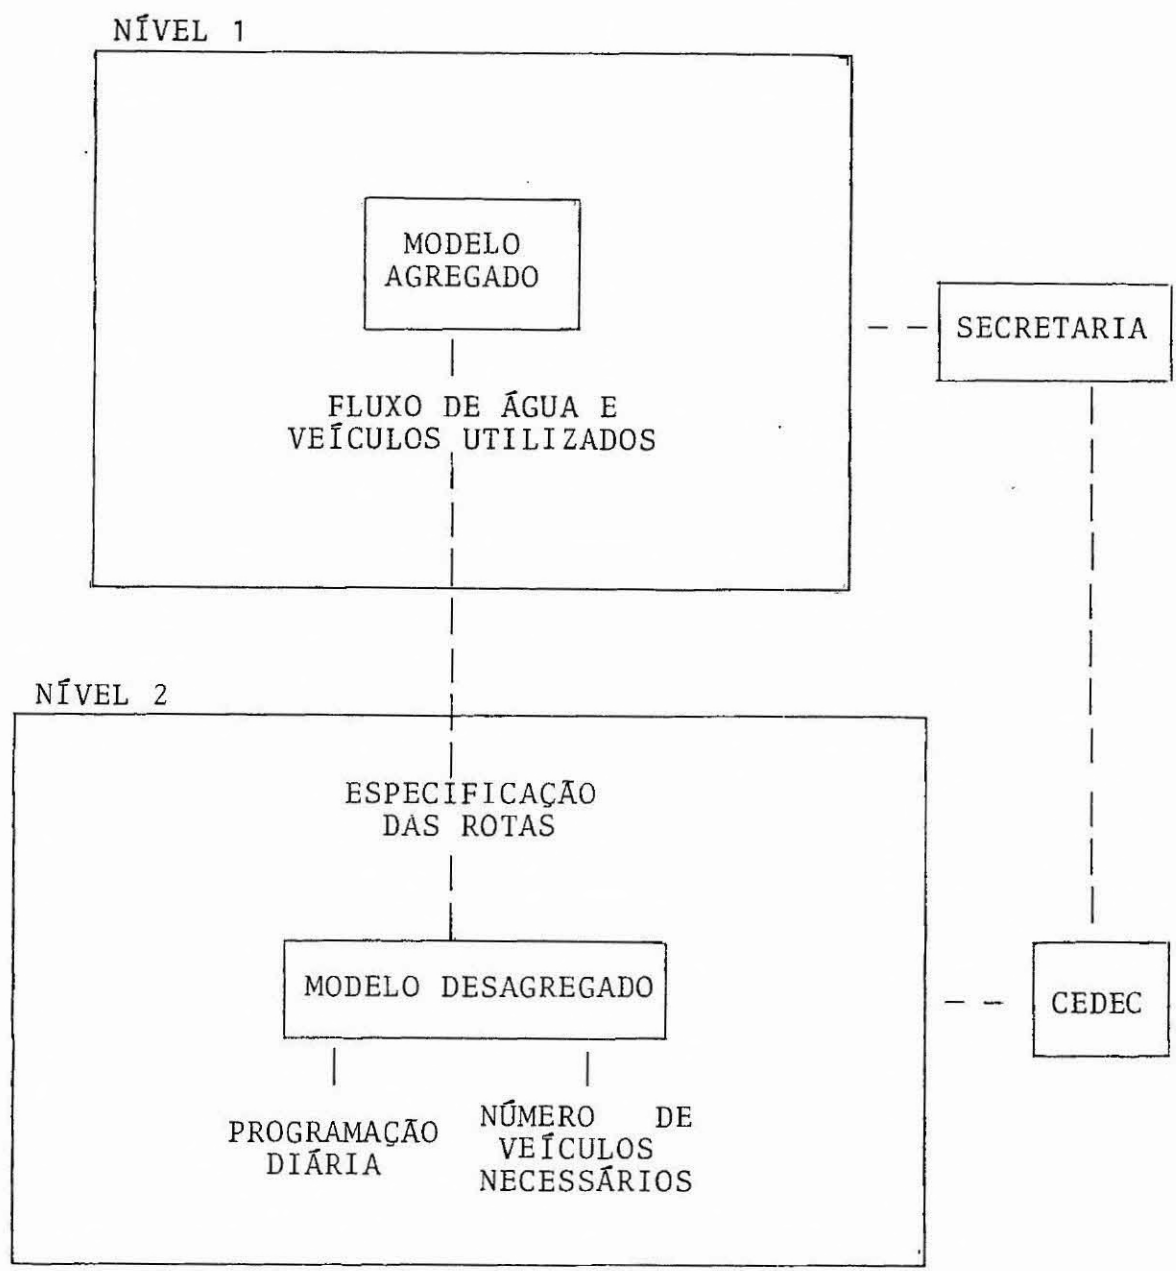 NÍVEL 1
MODELO
AGREGADO
SECRETARIA
FLUXO DE ÁGUA E
VEÍCULOS UTILIZADOS
NÍVEL 2
ESPECIFICAÇÃO
DAS ROTAS
MODELO DESAGREGADO
CEDEC
PROGRAMAÇÃO
DIÁRIA
NÚMERO DE
VEÍCULOS
NECESSÁRIOS